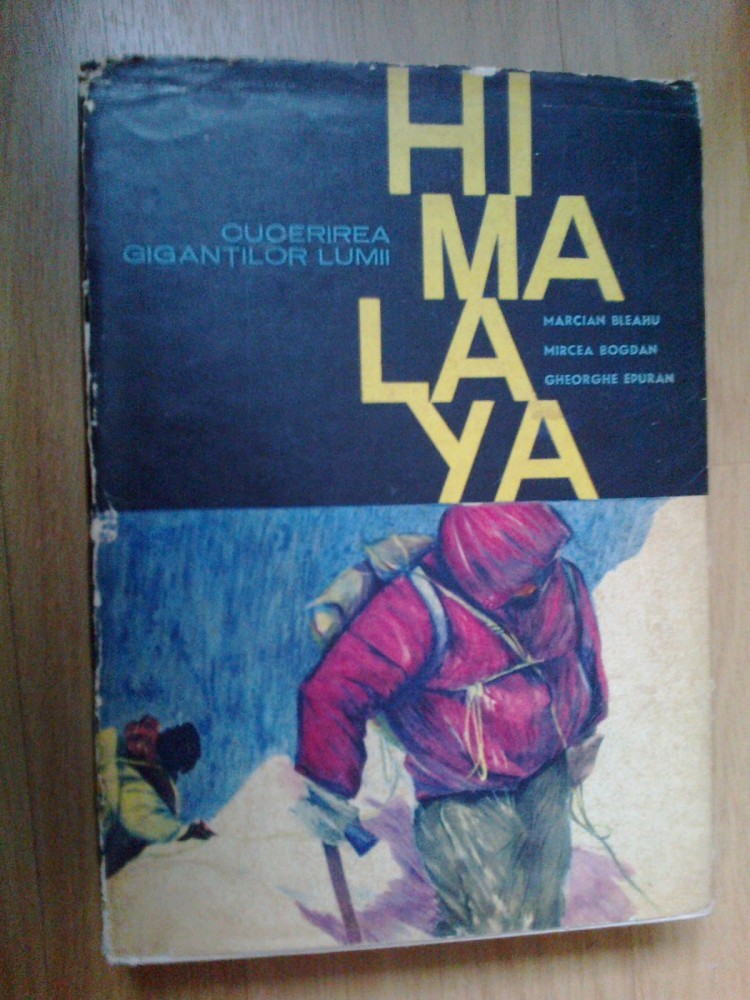 HI
MA
LA
YA
CUCERIREA
GIGANȚILOR LUMII
MARCIAN BLEAHU
MIRCEA BOGDAN
GHEORGHE EPURAN